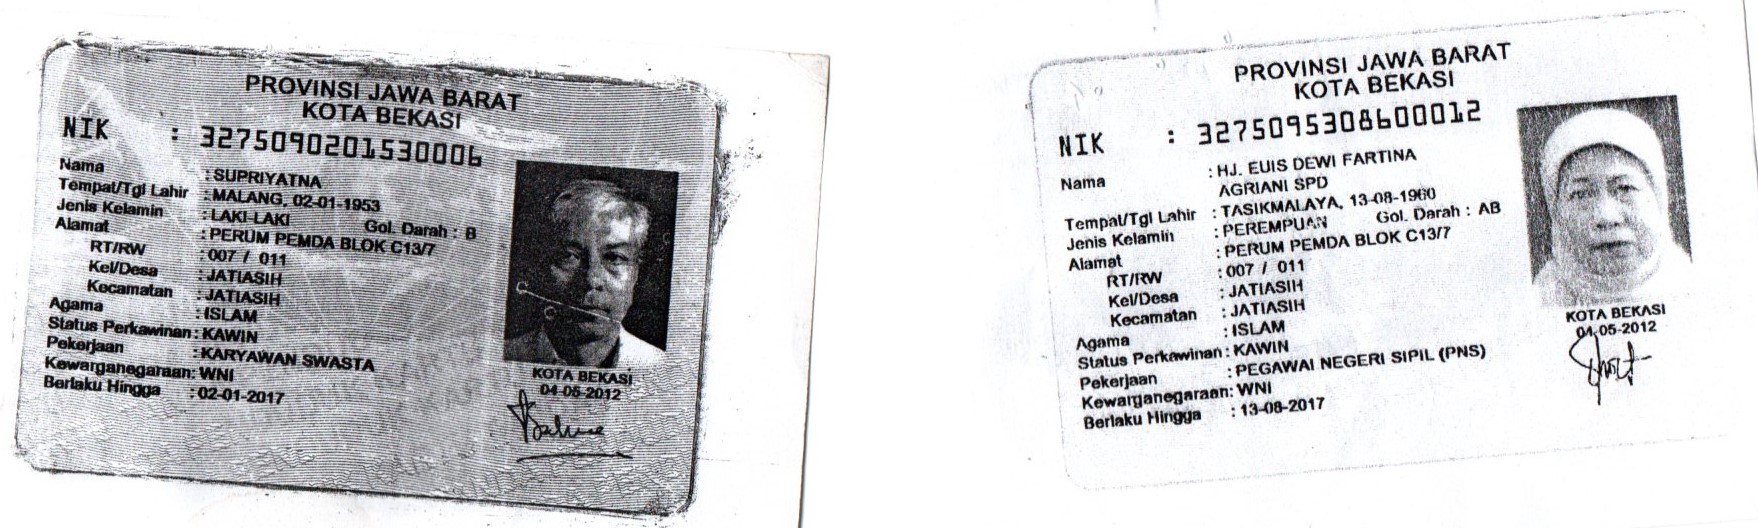 PROVINSI JAWA BARAT
KOTA BEKASI
NIK : 3275090201530006
Nama : SUPRIYATNA
Tempat/Tgl Lahir : MALANG, 02-01-1953
Jenis Kelamin : LAKI-LAKI Gol. Darah : B
Alamat : PERUM PEMDA BLOK C13/7
RT/RW : 007 / 011
Kel/Desa : JATIASIH
Kecamatan : JATIASIH
Agama : ISLAM
Status Perkawinan : KAWIN
Pekerjaan : KARYAWAN SWASTA
Kewarganegaraan : WNI
Berlaku Hingga : 02-01-2017
KOTA BEKASI
04-05-2012
PROVINSI JAWA BARAT
KOTA BEKASI
NIK : 3275095308600012
Nama : HJ. EUIS DEWI FARTINA
AGRIANI SPD
Tempat/Tgl Lahir : TASIKMALAYA, 13-08-1960
Jenis Kelamin : PEREMPUAN Gol. Darah : AB
Alamat : PERUM PEMDA BLOK C13/7
RT/RW : 007 / 011
Kel/Desa : JATIASIH
Kecamatan : JATIASIH
Agama : ISLAM
Status Perkawinan : KAWIN
Pekerjaan : PEGAWAI NEGERI SIPIL (PNS)
Kewarganegaraan : WNI
Berlaku Hingga : 13-08-2017
KOTA BEKASI
04-05-2012